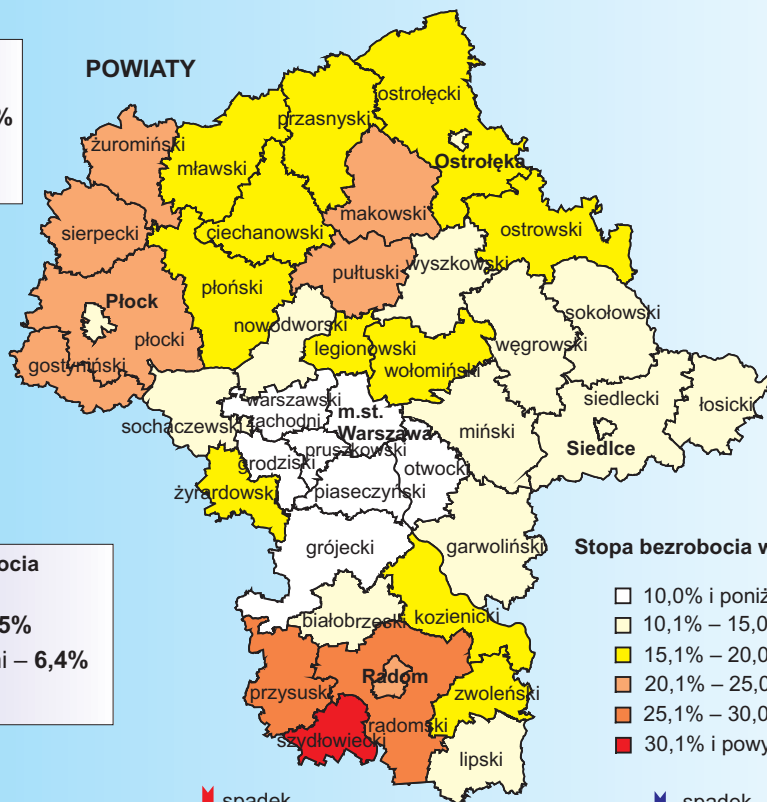 POWIATY
%
ostrołęcki
przasnyski
żuromiński
mławski
Ostrołęka
makowski
sierpecki
ciechanowski
ostrowski
wyszkowski
pułtuski
płoński
Płock
sokołowski
nowodworski
płocki
legionowski
węgrowski
gostyniński
wołomiński
siedlecki
warszawski
zachodni
m.st.
Warszawa
łosicki
sochaczewski
miński
Siedlce
pruszkowski
grodziski
otwocki
żyrardowski
piaseczyński
grójecki
garwoliński
Stopa bezrobocia w
ocia
5%
i – 6,4%
10,0% i poniż
10,1% – 15,0
15,1% – 20,0
20,1% – 25,0
25,1% – 30,0
30,1% i powy
białobrzeski
kozienicki
Radom
przysuski
zwoleński
radomski
szydłowiecki
lipski
spadek
spadek